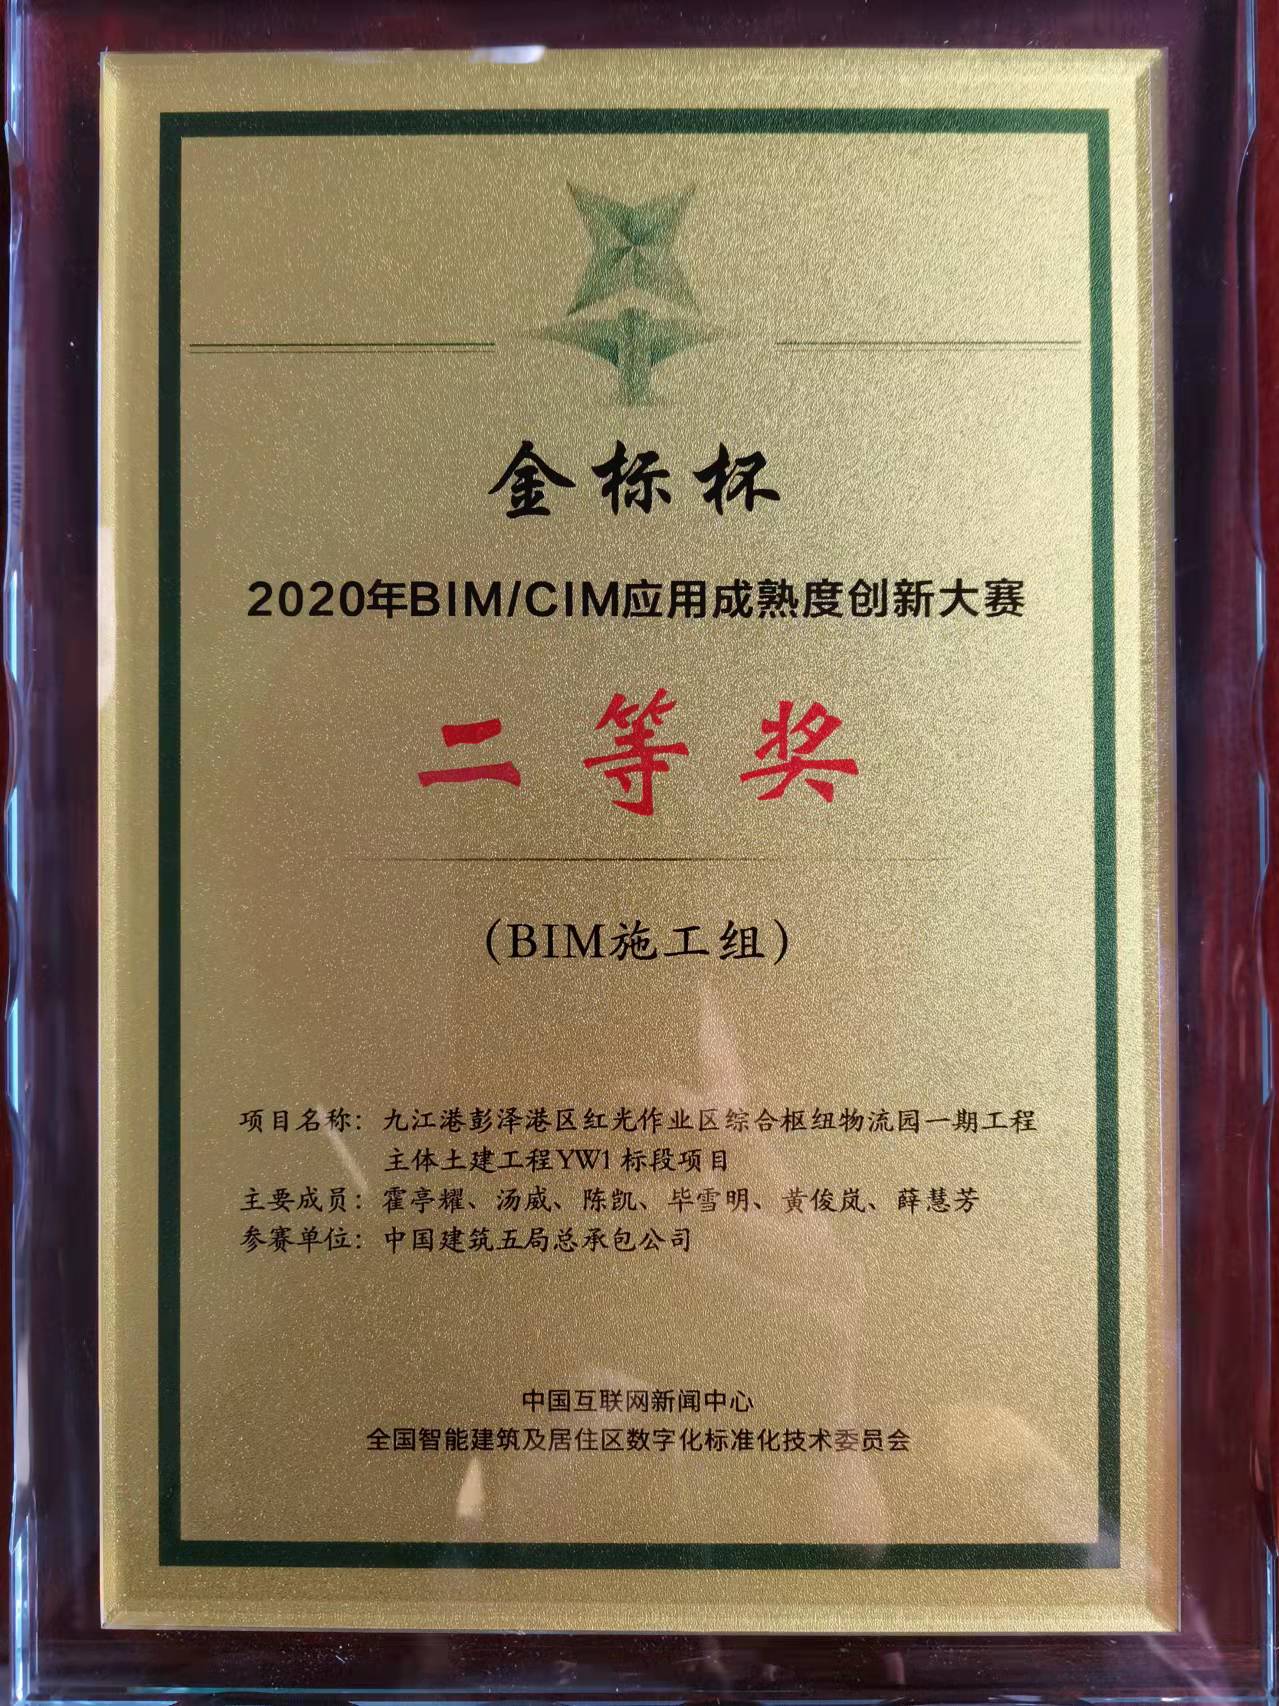 金标杯
2020年BIM/CIM应用成熟度创新大赛
二等奖
（BIM施工组）
项目名称：九江港彭泽港区红光作业区综合枢纽物流园一期工程
主体土建工程YW1标段项目
主要成员：霍亭耀、汤威、陈凯、毕雪明、黄俊岚、薛慧芳
参赛单位：中国建筑五局总承包公司
中国互联网新闻中心
全国智能建筑及居住区数字化标准化技术委员会